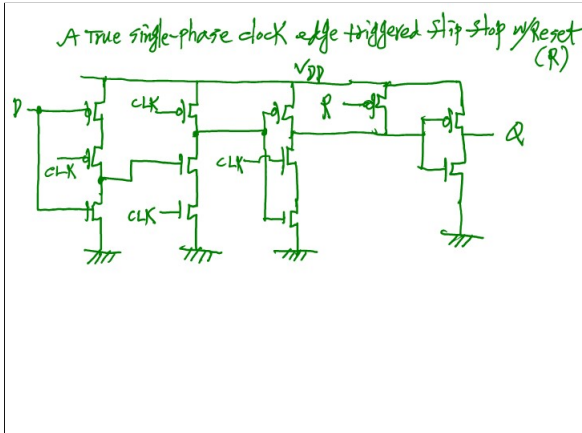 A True single-phase clock edge triggered flip-flop w/Reset
(R)
VDD
D
CLK
R
Q
CLK
CLK
CLK